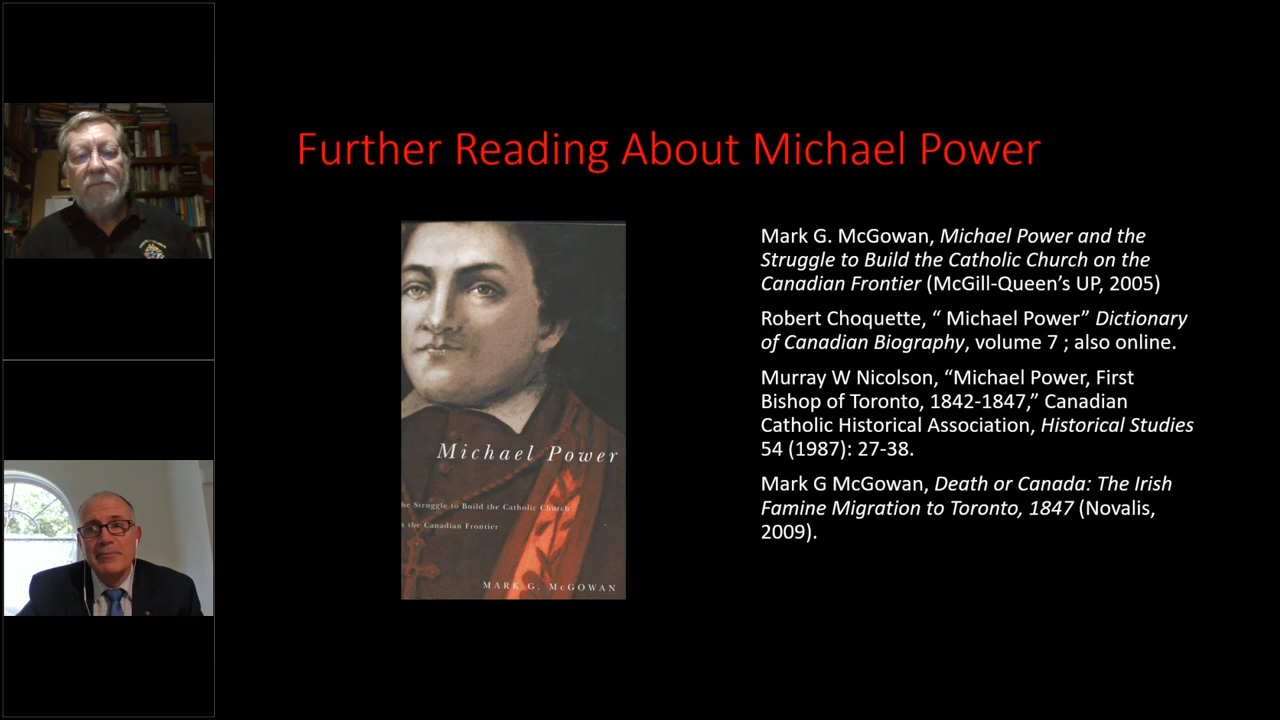 Further Reading About Michael Power
Michael Power
he Struggle to Build the Catholic Church
the Canadian Frontier
MARK G. McGOWAN
Mark G. McGowan, Michael Power and the
Struggle to Build the Catholic Church on the
Canadian Frontier (McGill-Queen’s UP, 2005)
Robert Choquette, “ Michael Power” Dictionary
of Canadian Biography, volume 7 ; also online.
Murray W Nicolson, “Michael Power, First
Bishop of Toronto, 1842-1847,” Canadian
Catholic Historical Association, Historical Studies
54 (1987): 27-38.
Mark G McGowan, Death or Canada: The Irish
Famine Migration to Toronto, 1847 (Novalis,
2009).